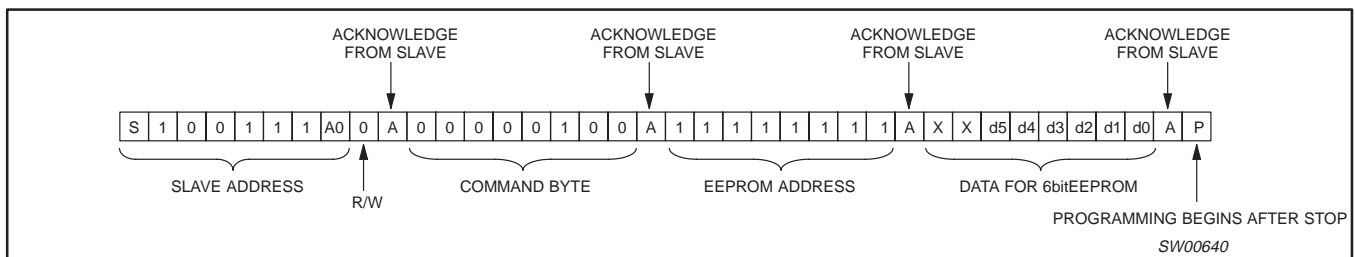 ACKNOWLEDGE ACKNOWLEDGE ACKNOWLEDGE ACKNOWLEDGE
FROM SLAVE FROM SLAVE FROM SLAVE FROM SLAVE
S 1 0 0 1 1 1 A0 0 A 0 0 0 0 0 1 0 0 A 1 1 1 1 1 1 1 1 A X X d5 d4 d3 d2 d1 d0 A P
SLAVE ADDRESS COMMAND BYTE EEPROM ADDRESS DATA FOR 6bitEEPROM
R/W
PROGRAMMING BEGINS AFTER STOP
SW00640